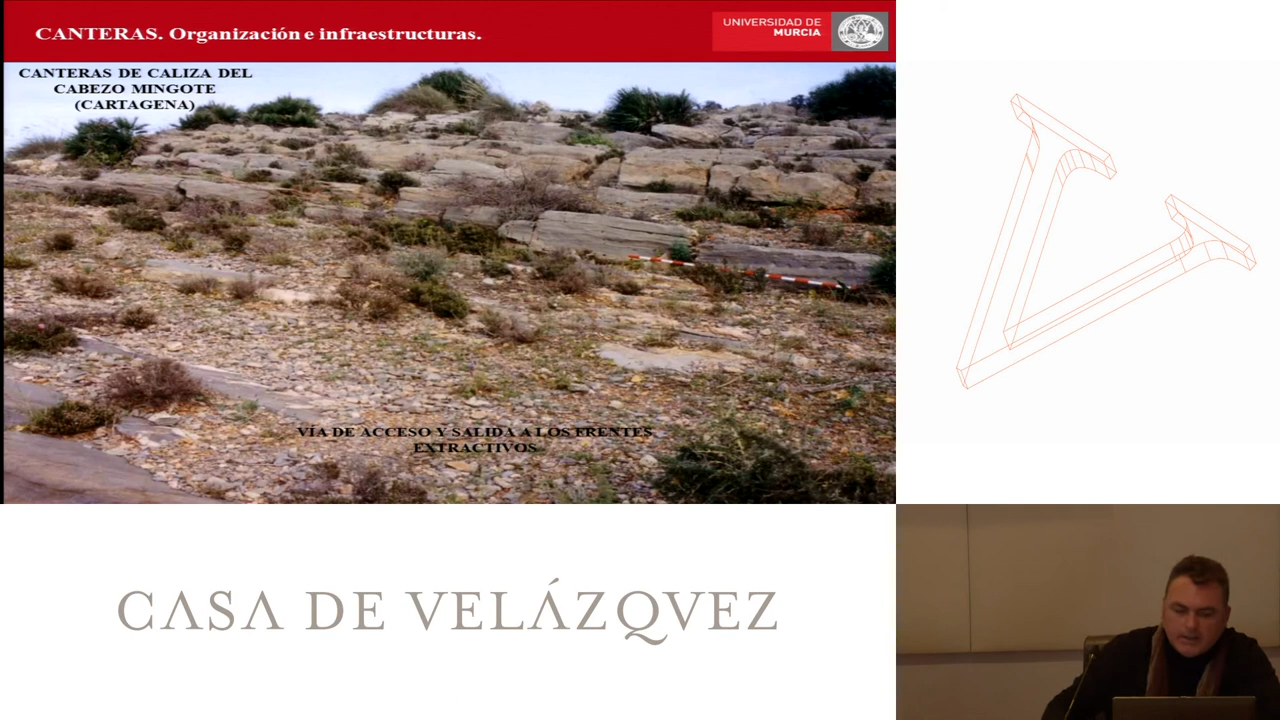 CANTERAS. Organización e infraestructuras.
UNIVERSIDAD DE
MURCIA
CANTERAS DE CALIZA DEL
CABEZO MINGOTE
(CARTAGENA)
VÍA DE ACCESO Y SALIDA A LOS FRENTES
EXTRACTIVOS
CASA DE VELÁZQVEZ